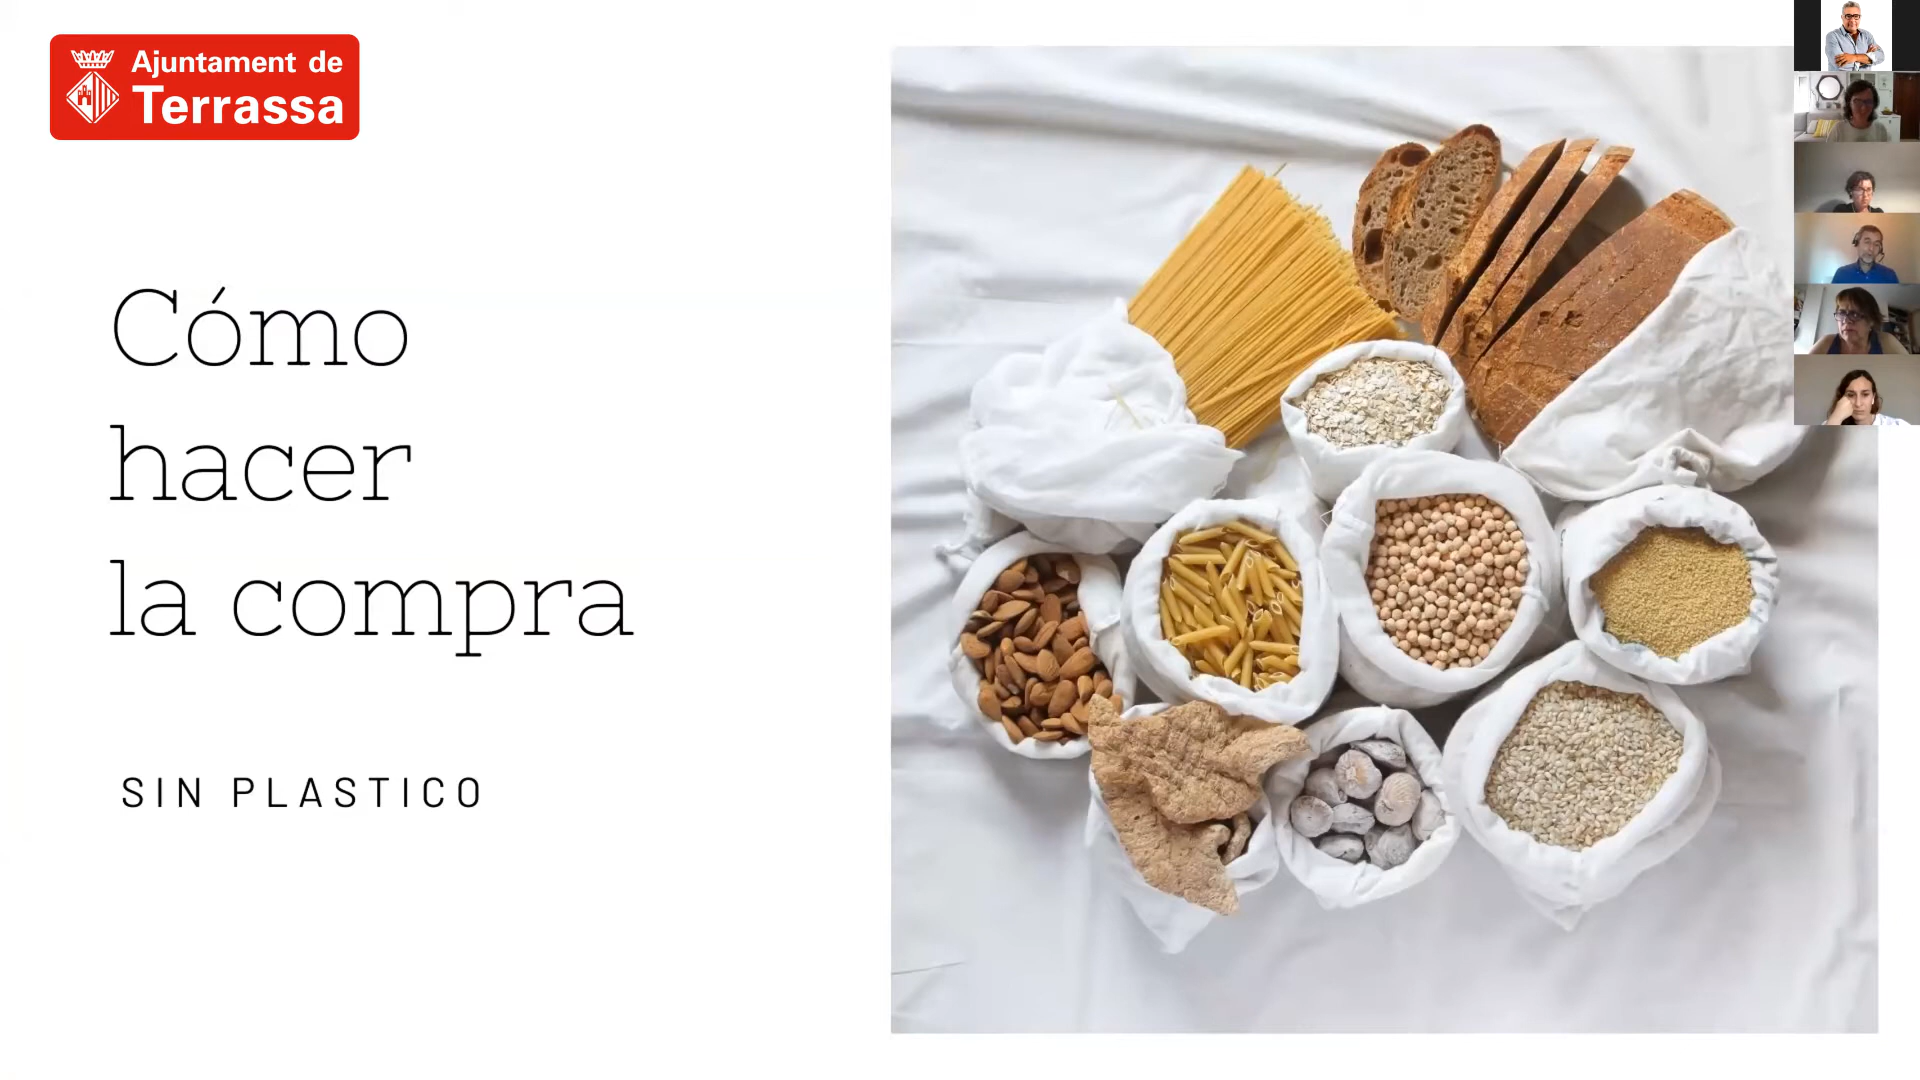 Ajuntament de
Terrassa
Cómo
hacer
la compra
SIN PLASTICO